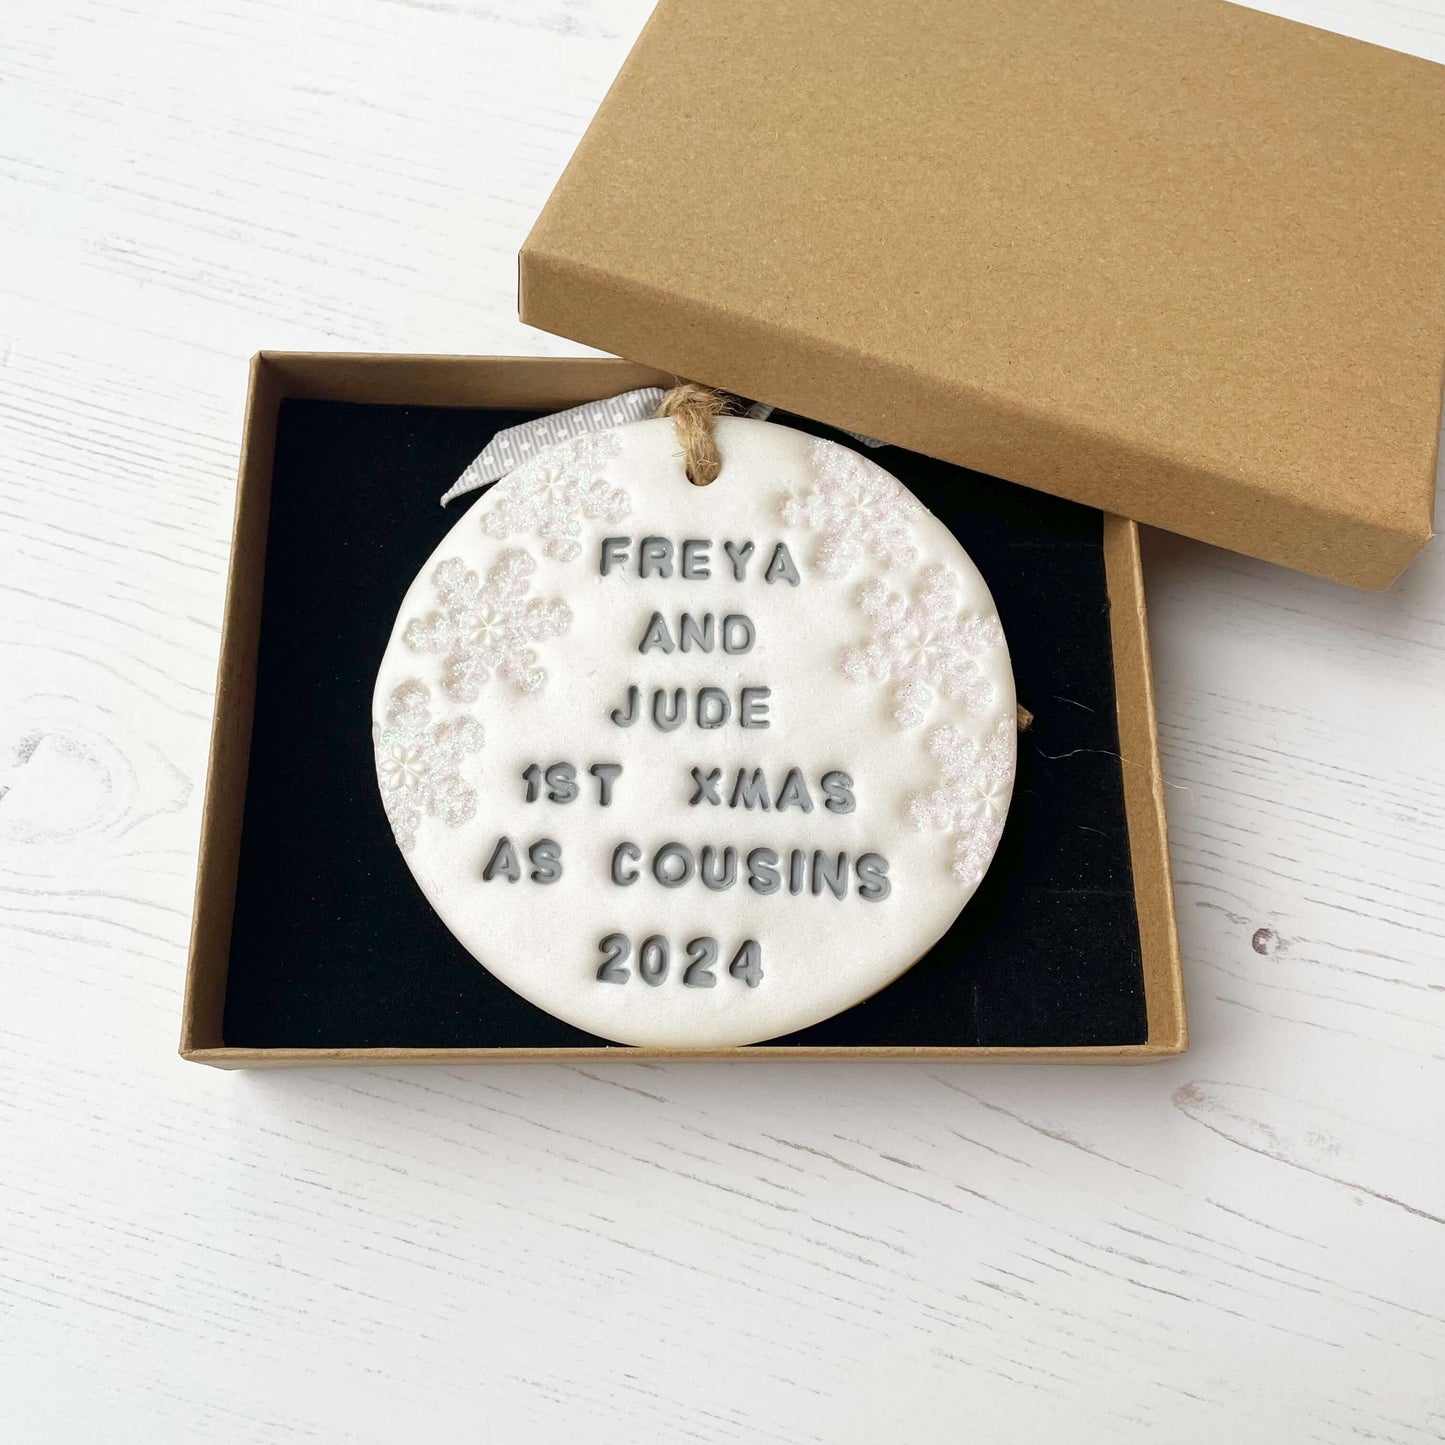 FREYA
AND
JUDE
1ST XMAS
AS COUSINS
2024